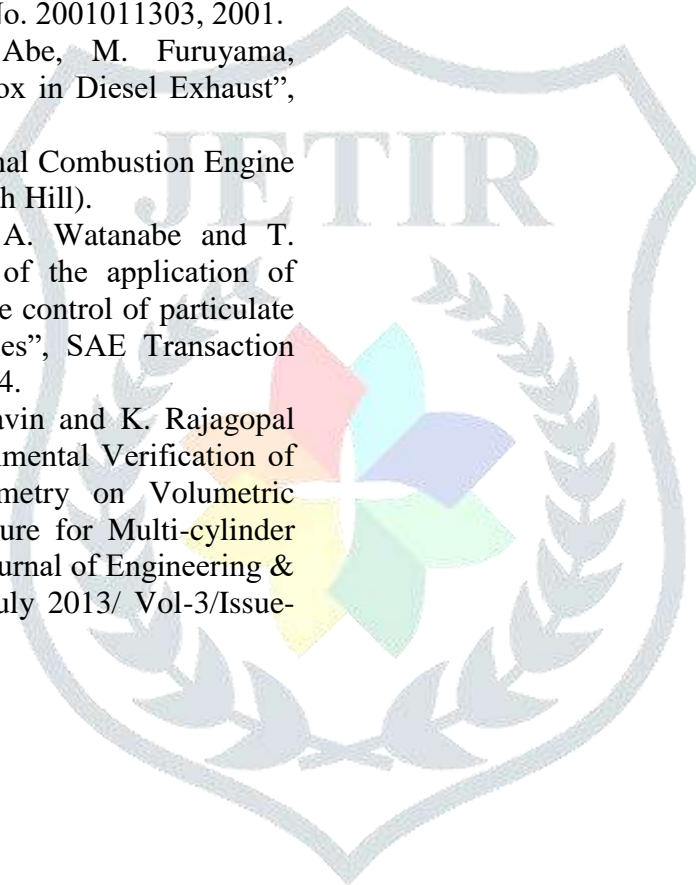 No. 2001011303, 2001.
Abe, M. Furuyama,
ox in Diesel Exhaust”,
nal Combustion Engine
h Hill).
A. Watanabe and T.
of the application of
e control of particulate
es”, SAE Transaction
4.
avin and K. Rajagopal
mental Verification of
metry on Volumetric
ure for Multi-cylinder
urnal of Engineering &
uly 2013/ Vol-3/Issue-
JETIR